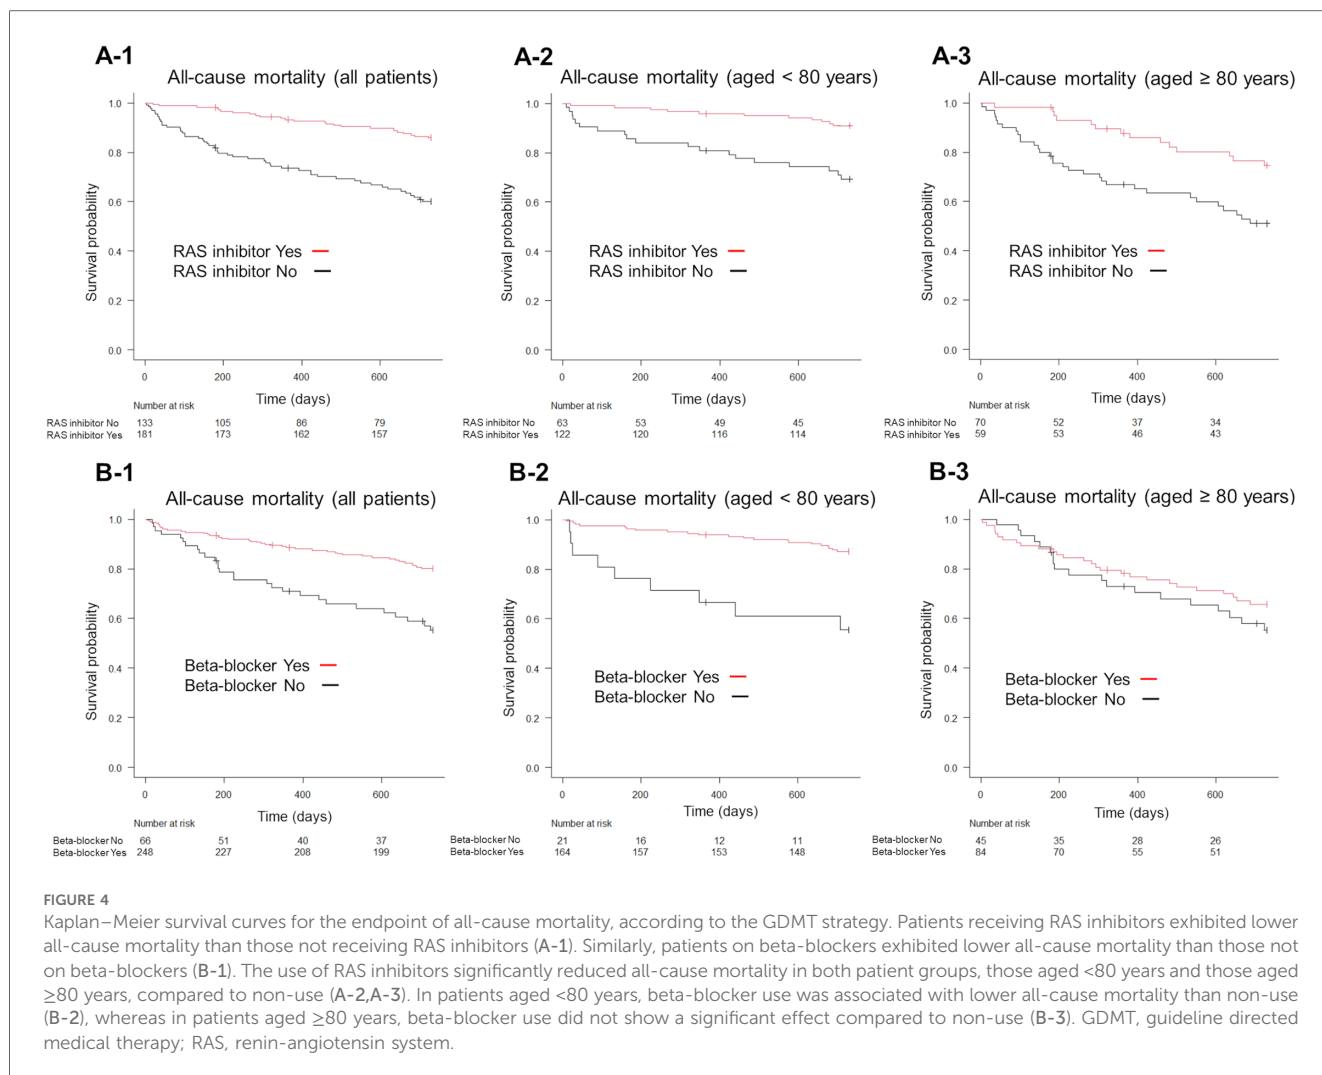 A-1
All-cause mortality (all patients)
1.0
0.8
0.6
0.4
0.2
0.0
Survival probability
RAS inhibitor Yes
RAS inhibitor No
0 200 400 600
Time (days)
Number at risk
RAS inhibitor No 133 105 86 79
RAS inhibitor Yes 181 173 162 157
A-2
All-cause mortality (aged < 80 years)
1.0
0.8
0.6
0.4
0.2
0.0
Survival probability
RAS inhibitor Yes
RAS inhibitor No
0 200 400 600
Time (days)
RAS inhibitor No 63 53 49 45
RAS inhibitor Yes 122 120 116 114
A-3
All-cause mortality (aged ≥ 80 years)
1.0
0.8
0.6
0.4
0.2
0.0
Survival probability
RAS inhibitor Yes
RAS inhibitor No
0 200 400 600
Time (days)
Number at risk
RAS inhibitor No 70 52 37 34
RAS inhibitor Yes 59 53 46 43
B-1
All-cause mortality (all patients)
1.0
0.8
0.6
0.4
0.2
0.0
Survival probability
Beta-blocker Yes
Beta-blocker No
0 200 400 600
Time (days)
Number at risk
Beta-blocker No 66 51 40 37
Beta-blocker Yes 248 227 208 199
B-2
All-cause mortality (aged < 80 years)
1.0
0.8
0.6
0.4
0.2
0.0
Survival probability
Beta-blocker Yes
Beta-blocker No
0 200 400 600
Time (days)
Number at risk
Beta-blocker No 21 16 12 11
Beta-blocker Yes 164 157 153 148
B-3
All-cause mortality (aged ≥ 80 years)
1.0
0.8
0.6
0.4
0.2
0.0
Survival probability
Beta-blocker Yes
Beta-blocker No
0 200 400 600
Time (days)
Number at risk
Beta-blocker No 45 35 28 26
Beta-blocker Yes 84 70 55 51
FIGURE 4
Kaplan–Meier survival curves for the endpoint of all-cause mortality, according to the GDMT strategy. Patients receiving RAS inhibitors exhibited lower
all-cause mortality than those not receiving RAS inhibitors (A-1). Similarly, patients on beta-blockers exhibited lower all-cause mortality than those not
on beta-blockers (B-1). The use of RAS inhibitors significantly reduced all-cause mortality in both patient groups, those aged <80 years and those aged
≥80 years, compared to non-use (A-2,A-3). In patients aged <80 years, beta-blocker use was associated with lower all-cause mortality than non-use
(B-2), whereas in patients aged ≥80 years, beta-blocker use did not show a significant effect compared to non-use (B-3). GDMT, guideline directed
medical therapy; RAS, renin-angiotensin system.